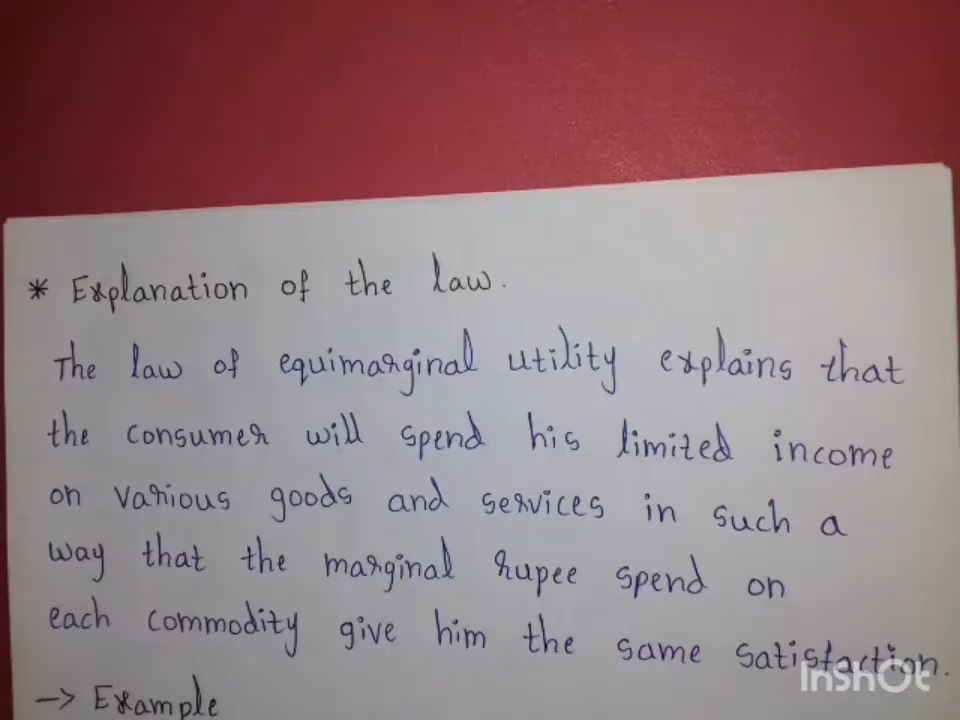 * Explanation of the law.
The law of equimarginal utility explains that
the consumer will spend his limited income
on various goods and services in such a
way that the marginal rupee spend on
each commodity give him the same satisfaction.
-> Example
InShOt